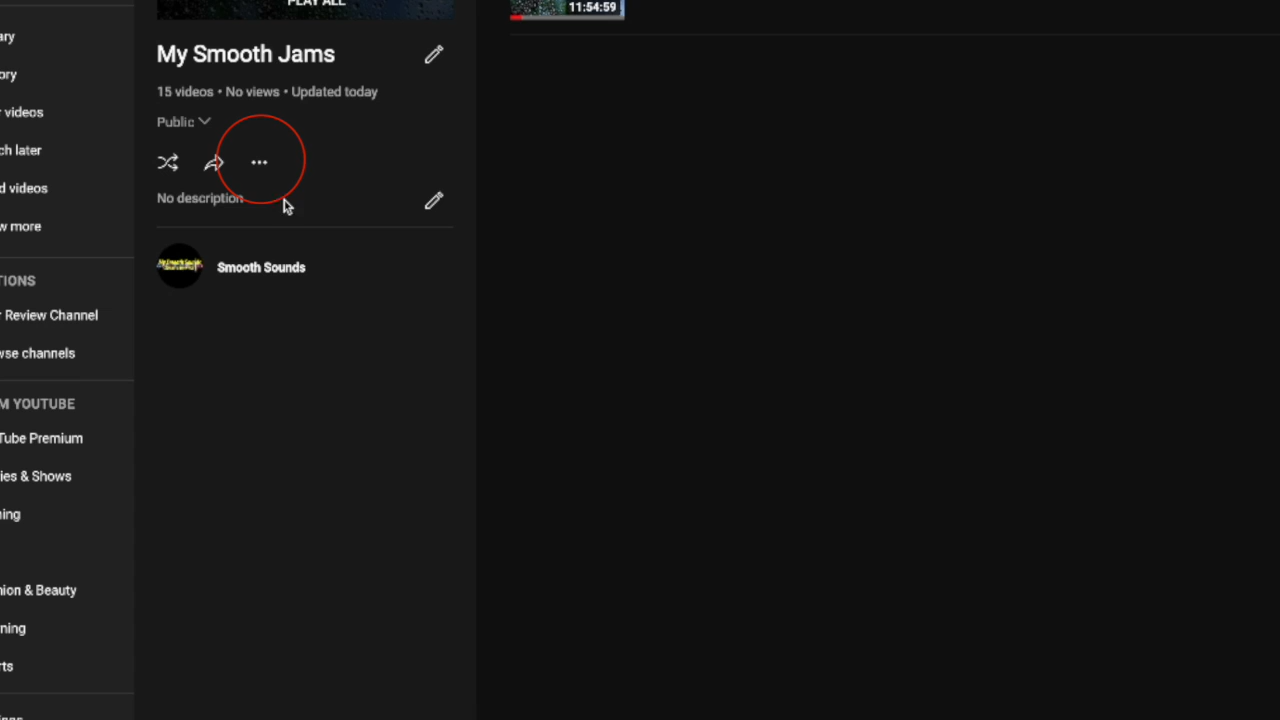 PLAY ALL
11:54:59
My Smooth Jams
15 videos • No views • Updated today
Public
No description
Smooth Sounds
ary
ory
videos
ch later
d videos
w more
TIONS
r Review Channel
wse channels
M YOUTUBE
Tube Premium
ies & Shows
ning
nion & Beauty
ning
rts